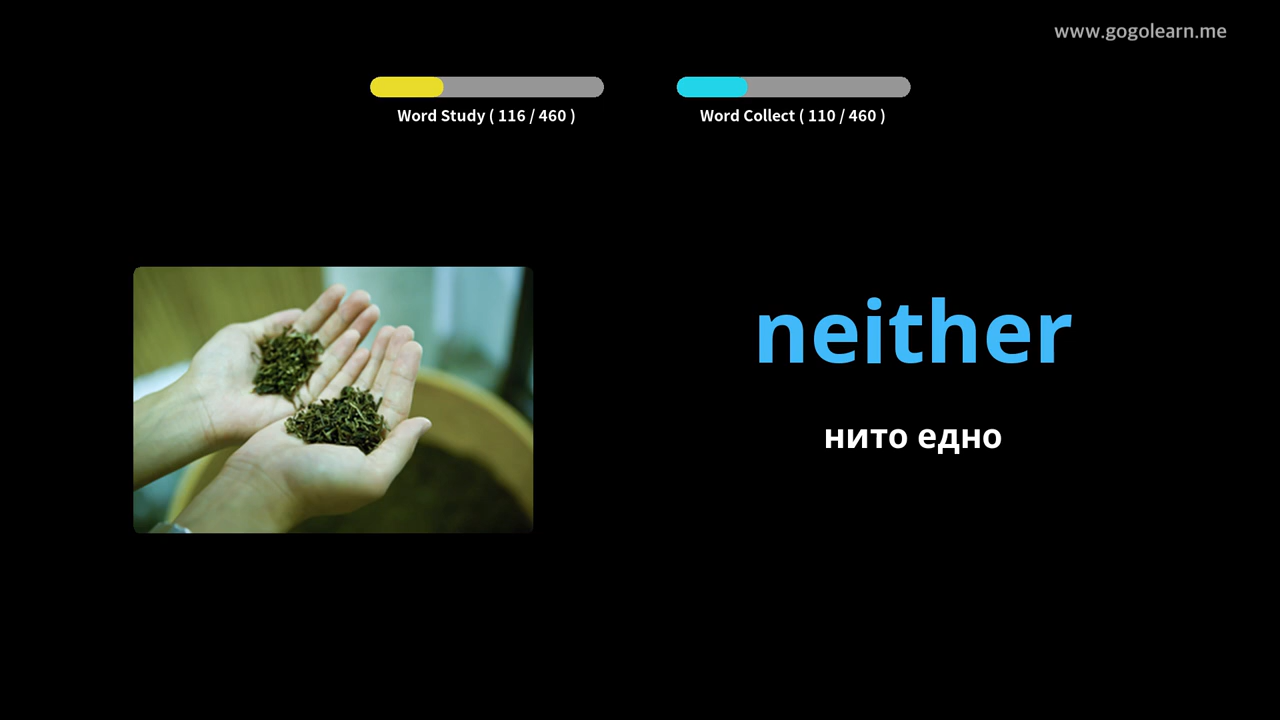 www.gogolearn.me
Word Study ( 116 / 460 )
Word Collect ( 110 / 460 )
neither
нито едно